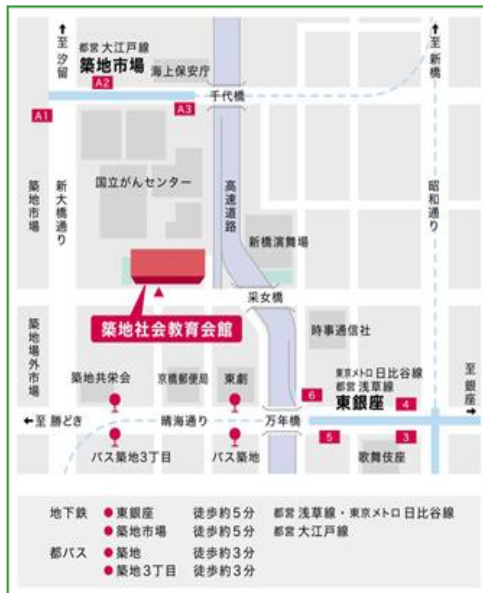 ↑至 汐留
都営 大江戸線
築地市場
A2
海上保安庁
↑至 新橋
A1
A3
千代橋
築地市場
新大橋通り
国立がんセンター
高速道路
新橋演舞場
昭和通り
采女橋
築地社会教育会館
築地場外市場
時事通信社
築地共栄会
京橋郵便局
東劇
東京メトロ 日比谷線
都営 浅草線
東銀座
6
4
至 銀座→
←至 勝どき
晴海通り
万年橋
5
3
バス築地3丁目
バス築地
歌舞伎座
地下鉄 ●東銀座 徒歩約5分 都営 浅草線・東京メトロ 日比谷線
●築地市場 徒歩約5分 都営 大江戸線
都バス ●築地 徒歩約3分
●築地3丁目 徒歩約3分